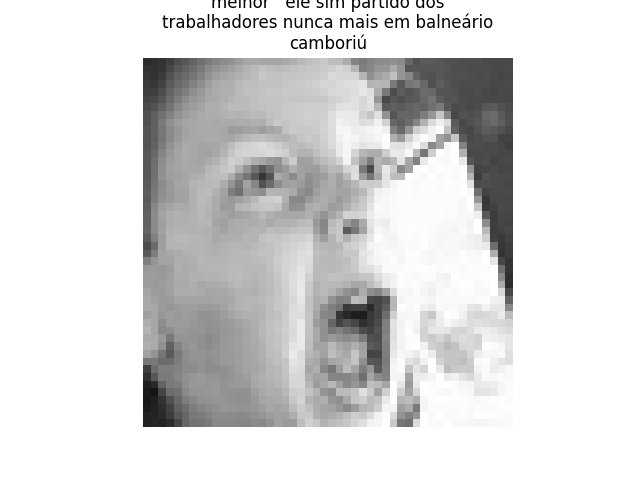 melhor ele sim partido dos
trabalhadores nunca mais em balneário
camboriú